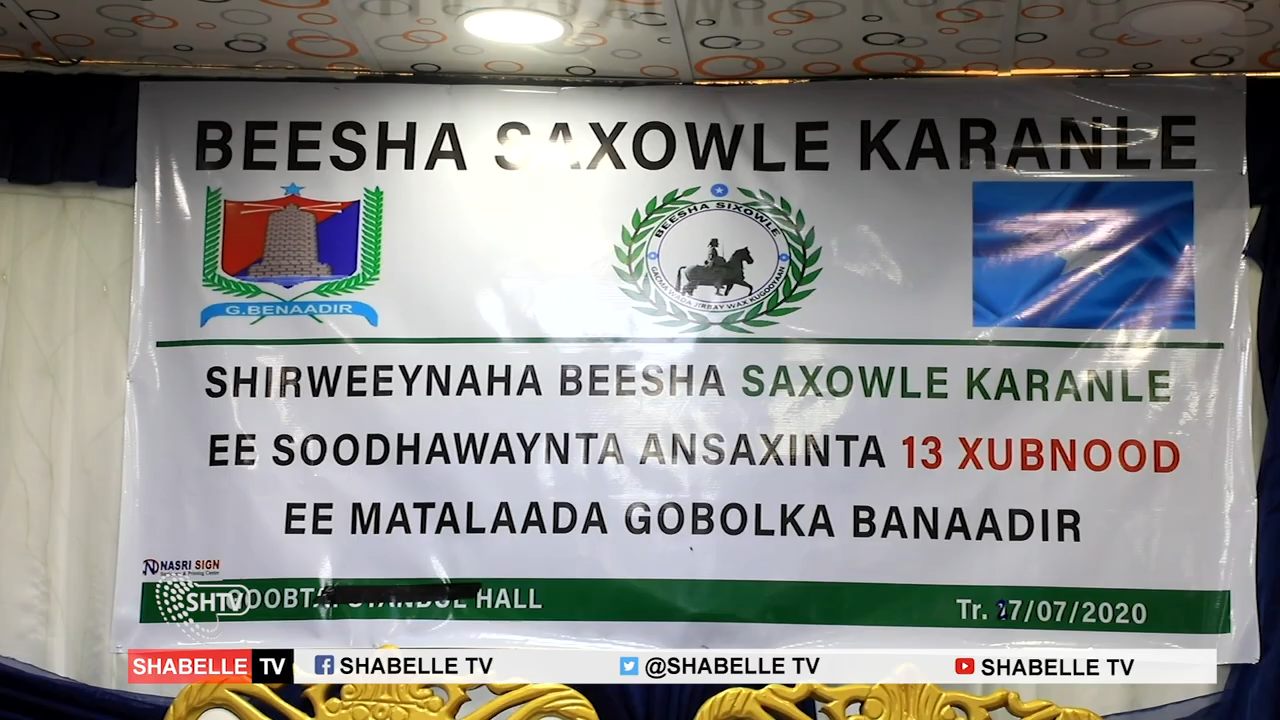 BEESHA SAXOWLE KARANLE
G.BENAADIR
BEESHA SIXOWLE
SHIRWEEYNAHA BEESHA SAXOWLE KARANLE
EE SOODHAWAYNTA ANSAXINTA 13 XUBNOOD
EE MATALAADA GOBOLKA BANAADIR
NASRI SIGN
SHTV
HALL
Tr. 27/07/2020
SHABELLE TV
SHABELLE TV
@SHABELLE TV
SHABELLE TV